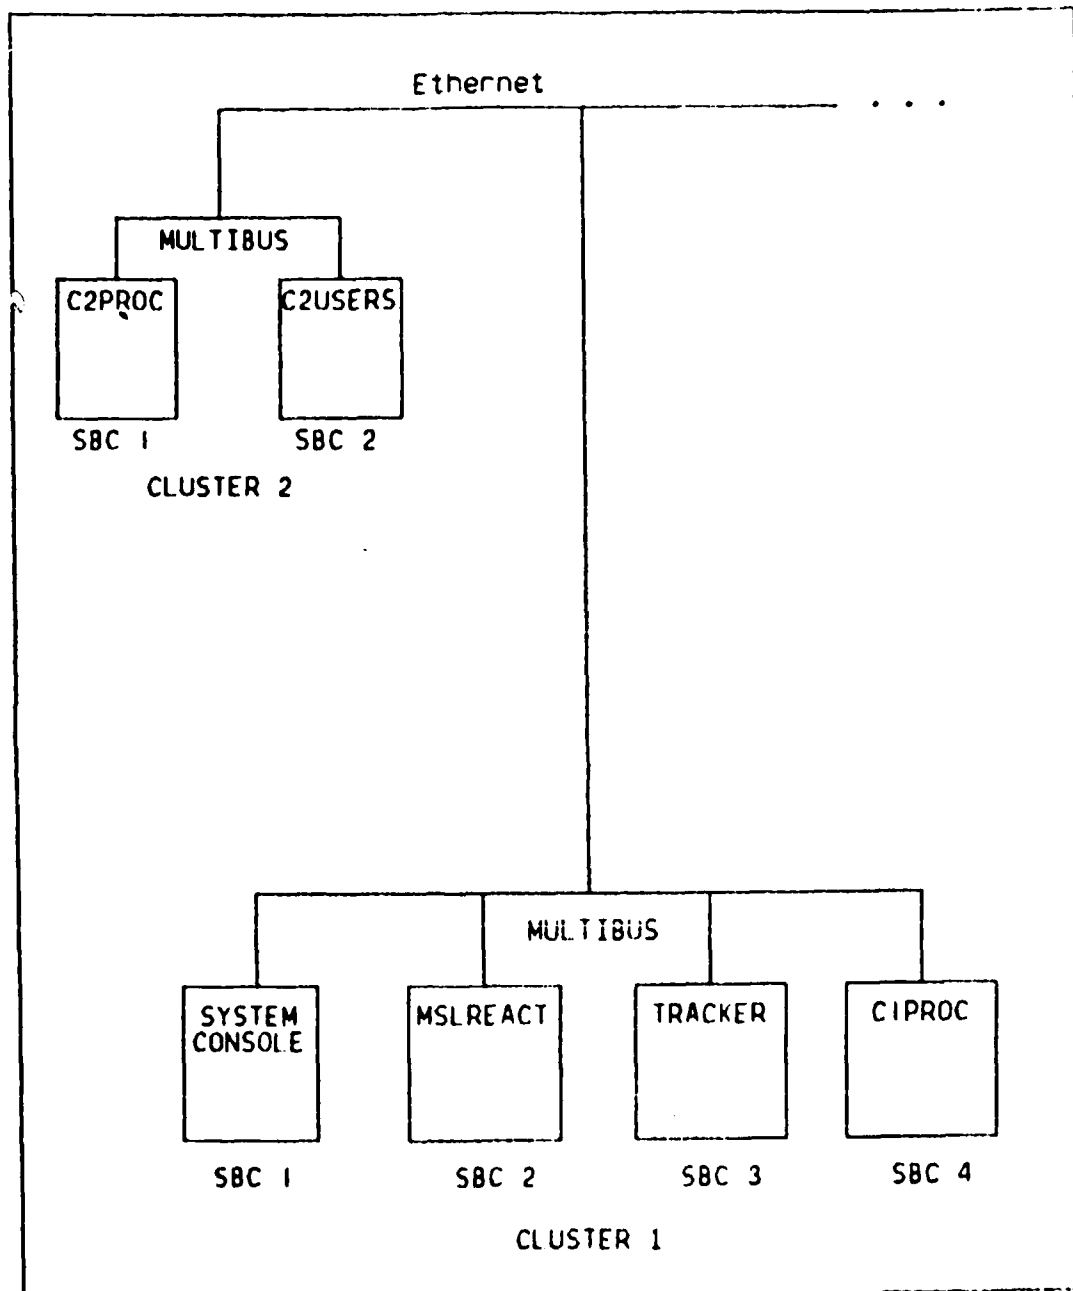 Ethernet . . .
MULTIBUS
C2PROC C2USERS
SBC 1 SBC 2
CLUSTER 2
MULTIBUS
SYSTEM CONSOLE MSLREACT TRACKER C1PROC
SBC 1 SBC 2 SBC 3 SBC 4
CLUSTER 1